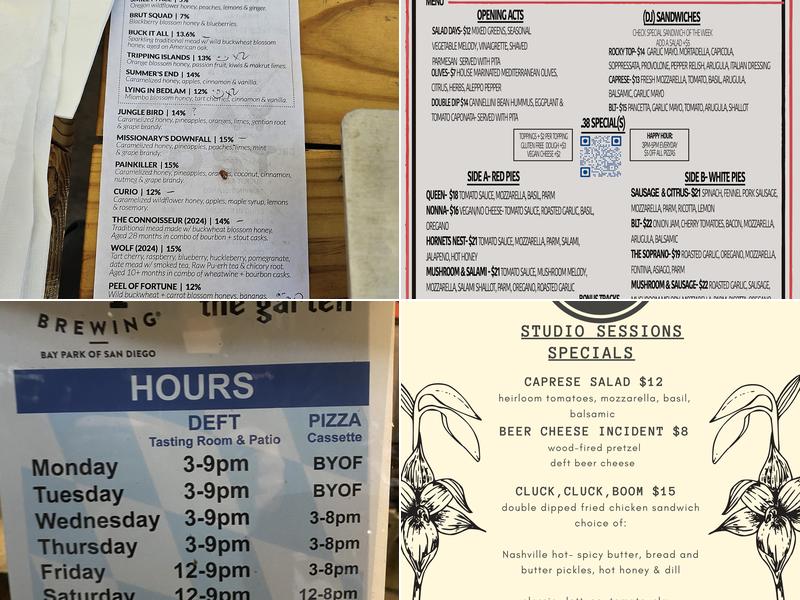 Oregon wildflower honey, peaches, lemons & ginger.
BRUT SQUAD | 7%
Blackberry blossom honey & blueberries.
BUCK IT ALL | 13.6%
Sparkling traditional mead w/ wild buckwheat blossom
honey, aged on American oak.
TRIPPING ISLANDS | 13%
Orange blossom honey, passion fruit, kiwis & makrut limes.
SUMMER'S END | 14%
Caramelized honey, apples, cinnamon & vanilla.
LYING IN BEDLAM | 12%
Miombo blossom honey, tart cherries, cinnamon & vanilla.
JUNGLE BIRD | 14%
Caramelized honey, pineapples, oranges, limes, gentian root
& grape brandy.
MISSIONARY'S DOWNFALL | 15%
Caramelized honey, pineapples, peaches, limes, mint
& grape brandy.
PAINKILLER | 15%
Caramelized honey, pineapples, oranges, coconut, cinnamon,
nutmeg & grape brandy.
CURIO | 12%
Caramelized wildflower honey, apples, maple syrup, lemons
& rosemary.
THE CONNOISSEUR (2024) | 14%
Traditional mead made w/ buckwheat blossom honey.
Aged 28 months in combo of bourbon + stout casks.
WOLF (2024) | 15%
Tart cherry, raspberry, blueberry, huckleberry, pomegranate,
date mead w/ smoked tea, Raw Pu-erh tea & chicory root.
Aged 10+ months in combo of wheatwine + bourbon casks.
PEEL OF FORTUNE | 12%
Wild buckwheat + carrot blossom honeys, bananas,
MENU
OPENING ACTS
SALAD DAYS- $12 MIXED GREENS, SEASONAL
VEGETABLE MELODY, VINAIGRETTE, SHAVED
PARMESAN SERVED WITH PITA
OLIVES- $7 HOUSE MARINATED MEDITERRANEAN OLIVES,
CITRUS, HERBS, ALEPPO PEPPER
DOUBLE DIP $14 CANNELLINI BEAN HUMMUS, EGGPLANT &
TOMATO CAPONATA- SERVED WITH PITA
(DJ) SANDWICHES
CHECK SPECIAL SANDWICH OF THE WEEK
ADD A SALAD +$6
ROCKY TOP- $14 GARLIC MAYO, MORTADELLA, CAPICOLA,
SOPPRESSATA, PROVOLONE, PEPPER RELISH, ARUGULA, ITALIAN DRESSING
CAPRESE- $13 FRESH MOZZARELLA, TOMATO, BASIL, ARUGULA,
BALSAMIC, GARLIC MAYO
BLT- $15 PANCETTA, GARLIC MAYO, TOMATO, ARUGULA, SHALLOT
.38 SPECIAL($)
TOPPINGS +$2 PER TOPPING
GLUTEN FREE DOUGH +$3
VEGAN CHEESE +$2
HAPPY HOUR:
3PM-5PM EVERYDAY
$5 OFF ALL PIZZAS
SIDE A- RED PIES
QUEEN- $18 TOMATO SAUCE, MOZZARELLA, BASIL, PARM
NONNA- $16 VEGAN/NO CHEESE- TOMATO SAUCE, ROASTED GARLIC, BASIL,
OREGANO
HORNETS NEST- $21 TOMATO SAUCE, MOZZARELLA, PARM, SALAMI,
JALAPENO, HOT HONEY
MUSHROOM & SALAMI - $21 TOMATO SAUCE, MUSHROOM MELODY,
MOZZARELLA, SALAMI SHALLOT, PARM, OREGANO, ROASTED GARLIC
SIDE B- WHITE PIES
SAUSAGE & CITRUS- $21 SPINACH, FENNEL PORK SAUSAGE,
MOZZARELLA, PARM, RICOTTA, LEMON
BLT- $22 ONION JAM, CHERRY TOMATOES, BACON, MOZZARELLA,
ARUGULA, BALSAMIC
THE SOPRANO- $19 ROASTED GARLIC, OREGANO, MOZZARELLA,
FONTINA, ASIAGO, PARM
MUSHROOM & SAUSAGE- $22 ROASTED GARLIC, SAUSAGE,
BONUS TRACKS
BREWING®
the garten
BAY PARK OF SAN DIEGO
HOURS
DEFT PIZZA
Tasting Room & Patio Cassette
Monday 3-9pm BYOF
Tuesday 3-9pm BYOF
Wednesday 3-9pm 3-8pm
Thursday 3-9pm 3-8pm
Friday 12-9pm 3-8pm
Saturday 12-9pm 12-8pm
STUDIO SESSIONS
SPECIALS
CAPRESE SALAD $12
heirloom tomatoes, mozzarella, basil,
balsamic
BEER CHEESE INCIDENT $8
wood-fired pretzel
deft beer cheese
CLUCK,CLUCK,BOOM $15
double dipped fried chicken sandwich
choice of:
Nashville hot- spicy butter, bread and
butter pickles, hot honey & dill